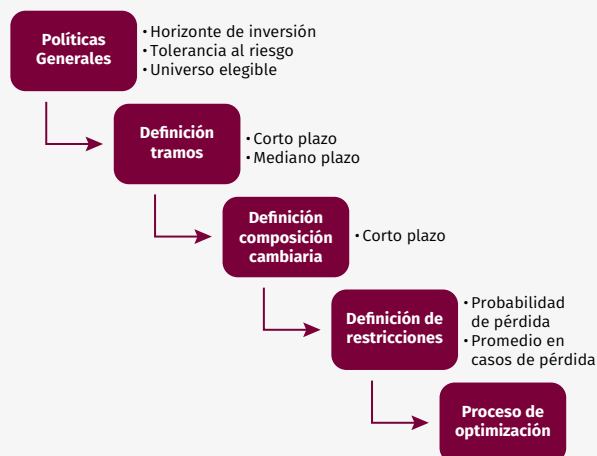 Políticas
Generales
• Horizonte de inversión
• Tolerancia al riesgo
• Universo elegible
Definición
tramos
• Corto plazo
• Mediano plazo
Definición
composición
cambiaria
• Corto plazo
Definición de
restricciones
• Probabilidad
de pérdida
• Promedio en
casos de pérdida
Proceso de
optimización